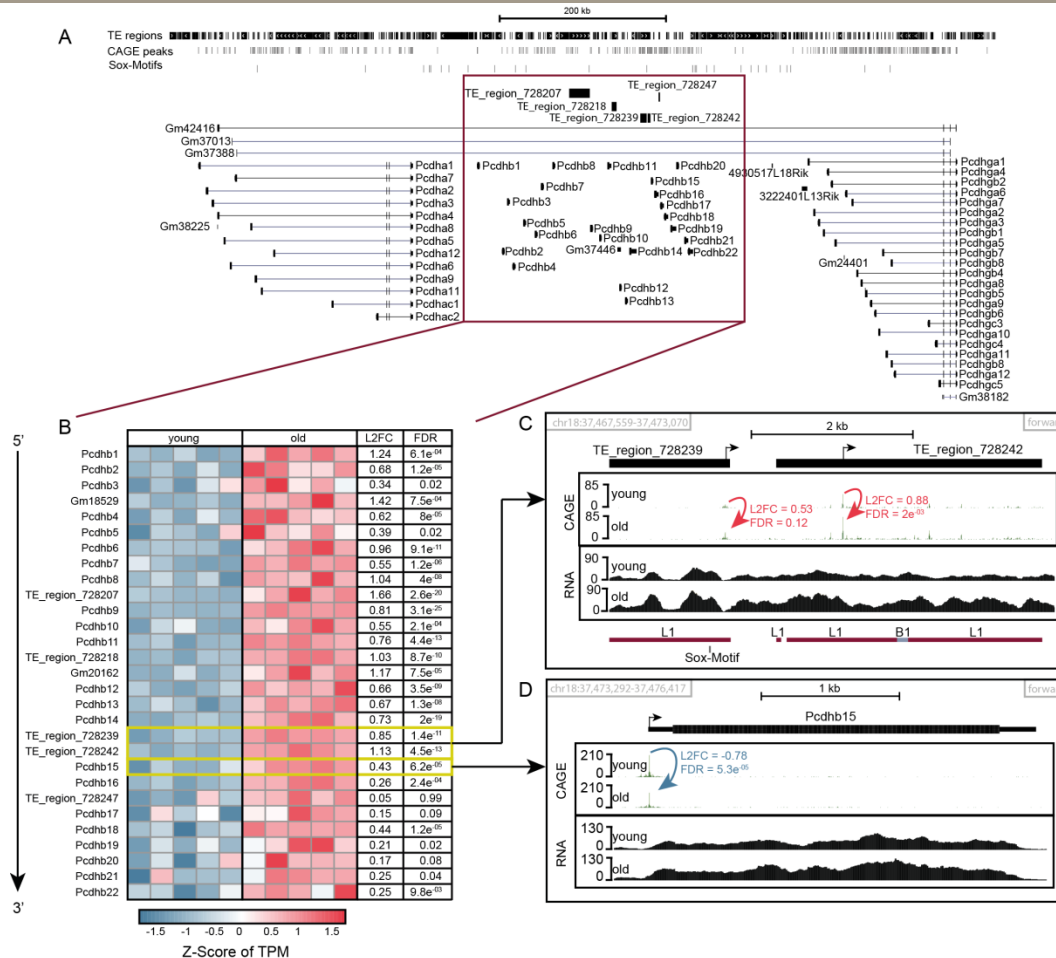 A
200 kb
TE regions
CAGE peaks
Sox-Motifs
TE_region_728207
TE_region_728247
TE_region_728218
TE_region_728239
TE_region_728242
Gm42416
Gm37013
Gm37388
Pcdha1
Pcdha7
Pcdha2
Pcdha3
Pcdha4
Gm38225
Pcdha8
Pcdha5
Pcdha12
Pcdha6
Pcdha9
Pcdha11
Pcdhac1
Pcdhac2
Pcdhb1
Pcdhb8
Pcdhb11
Pcdhb20
Pcdhb7
Pcdhb15
Pcdhb16
Pcdhb3
Pcdhb17
Pcdhb18
Pcdhb5
Pcdhb9
Pcdhb19
Pcdhb6
Pcdhb10
Pcdhb21
Gm37446
Pcdhb2
Pcdhb14
Pcdhb22
Pcdhb4
Pcdhb12
Pcdhb13
4930517L18Rik
3222401L13Rik
Gm24401
Pcdhga1
Pcdhga4
Pcdhgb2
Pcdhga6
Pcdhga7
Pcdhga2
Pcdhga3
Pcdhgb1
Pcdhga5
Pcdhgb7
Pcdhgb8
Pcdhgb4
Pcdhga8
Pcdhgb5
Pcdhga9
Pcdhgb6
Pcdhgc3
Pcdhga10
Pcdhgc4
Pcdhga11
Pcdhgb8
Pcdhga12
Pcdhgc5
Gm38182
B
5'
3'
young old L2FC FDR
Pcdhb1 1.24 6.1e-04
Pcdhb2 0.68 1.2e-05
Pcdhb3 0.34 0.02
Gm18529 1.42 7.5e-04
Pcdhb4 0.62 8e-05
Pcdhb5 0.39 0.02
Pcdhb6 0.96 9.1e-11
Pcdhb7 0.55 1.2e-06
Pcdhb8 1.04 4e-08
TE_region_728207 1.66 2.6e-20
Pcdhb9 0.81 3.1e-25
Pcdhb10 0.55 2.1e-04
Pcdhb11 0.76 4.4e-13
TE_region_728218 1.03 8.7e-10
Gm20162 1.17 7.5e-05
Pcdhb12 0.66 3.5e-09
Pcdhb13 0.67 1.3e-08
Pcdhb14 0.73 2e-19
TE_region_728239 0.85 1.4e-11
TE_region_728242 1.13 4.5e-13
Pcdhb15 0.43 6.2e-05
Pcdhb16 0.26 2.4e-04
TE_region_728247 0.05 0.99
Pcdhb17 0.15 0.09
Pcdhb18 0.44 1.2e-05
Pcdhb19 0.21 0.02
Pcdhb20 0.17 0.08
Pcdhb21 0.25 0.04
Pcdhb22 0.25 9.8e-03
-1.5 -1 -0.5 0 0.5 1 1.5
Z-Score of TPM
C
chr18:37,467,559-37,473,070
forward
2 kb
TE_region_728239
TE_region_728242
CAGE
85
0
young
85
0
old
L2FC = 0.53
FDR = 0.12
L2FC = 0.88
FDR = 2e-03
RNA
90
0
young
90
0
old
L1 L1 L1 B1 L1
Sox-Motif
D
chr18:37,473,292-37,476,417
forward
1 kb
Pcdhb15
CAGE
210
0
young
210
0
old
L2FC = -0.78
FDR = 5.3e-05
RNA
130
0
young
130
0
old